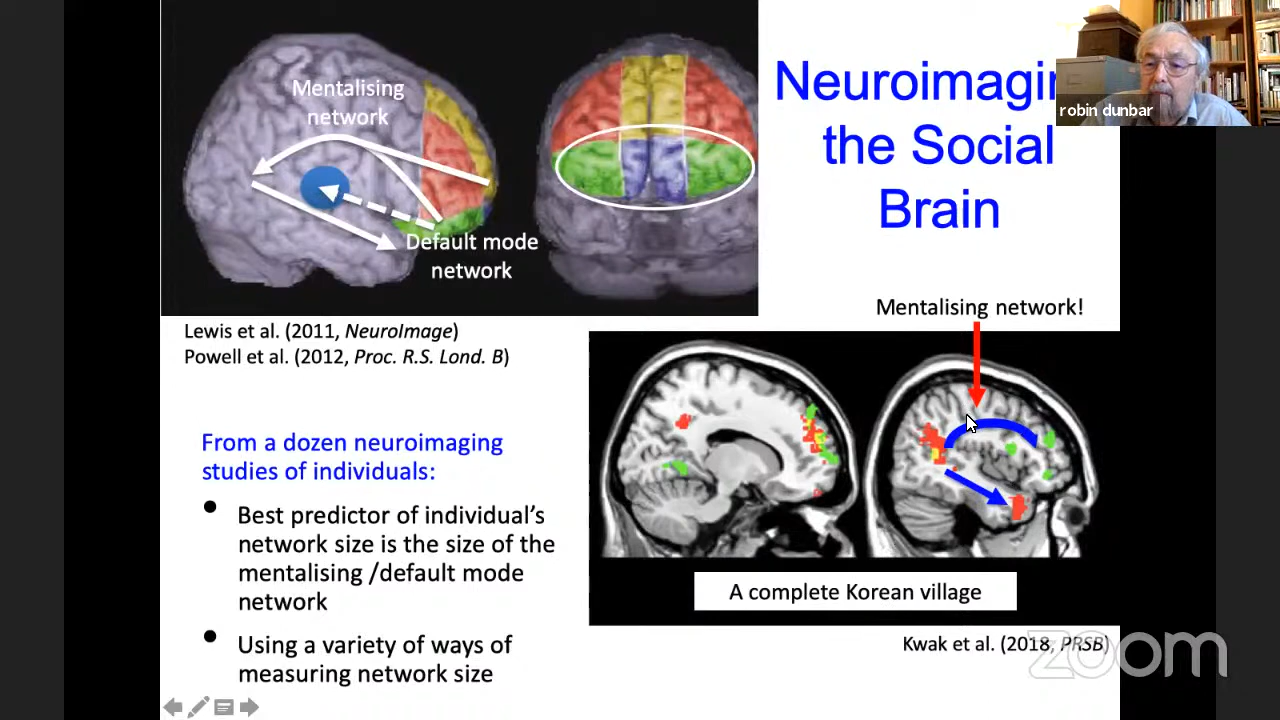 Mentalising
network
Default mode
network
Neuroimagin
the Social
Brain
robin dunbar
Lewis et al. (2011, NeuroImage)
Powell et al. (2012, Proc. R.S. Lond. B)
Mentalising network!
From a dozen neuroimaging
studies of individuals:
• Best predictor of individual’s
network size is the size of the
mentalising /default mode
network
• Using a variety of ways of
measuring network size
A complete Korean village
Kwak et al. (2018, PRSB)
zoom